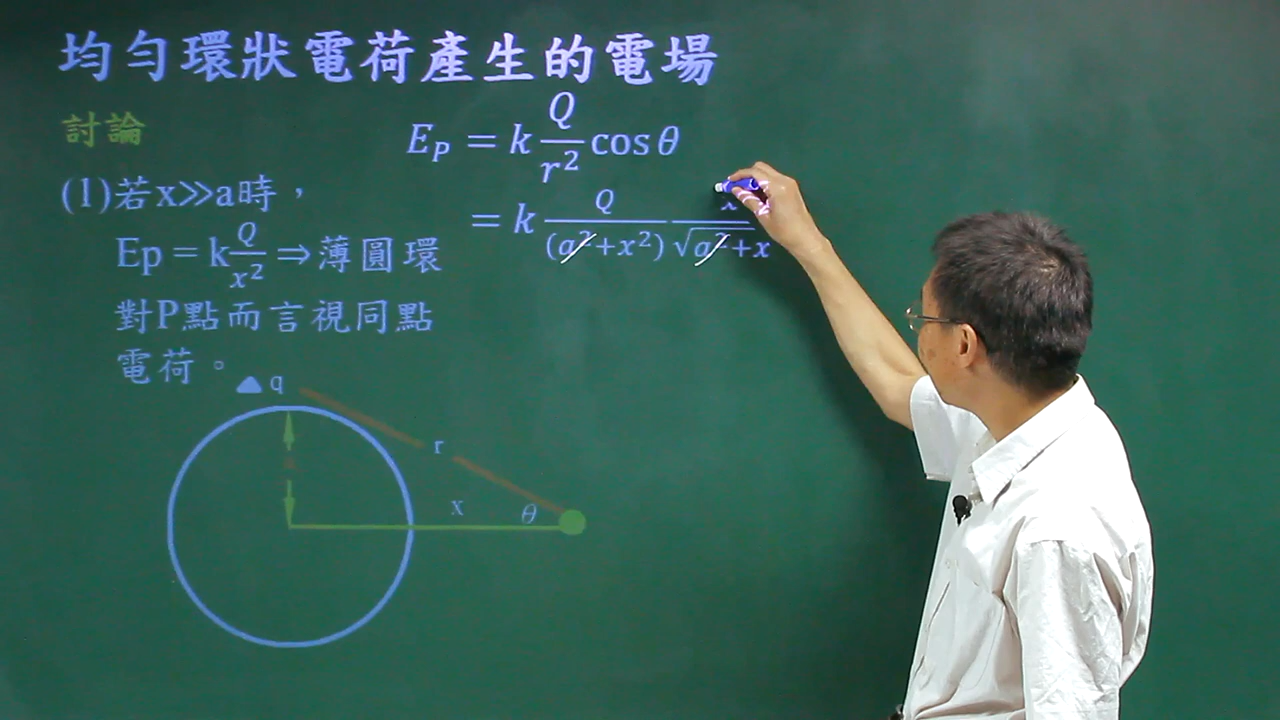 均勻環狀電荷產生的電場
討論
E_P = k Q/r² cosθ
(1)若x≫a時，
= k Q/(a²+x²) x/√a²+x
Ep = k Q/x² ⇒薄圓環
對P點而言視同點
電荷。
▲ q
r
x
θ